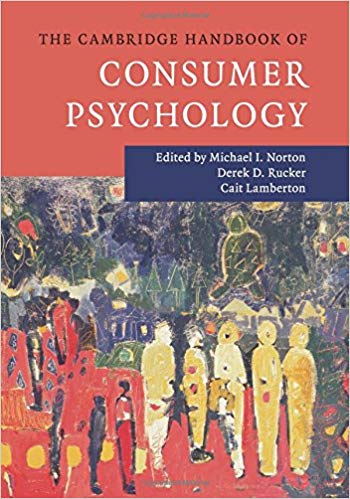 THE CAMBRIDGE HANDBOOK OF
CONSUMER
PSYCHOLOGY
Edited by Michael I. Norton
Derek D. Rucker
Cait Lamberton